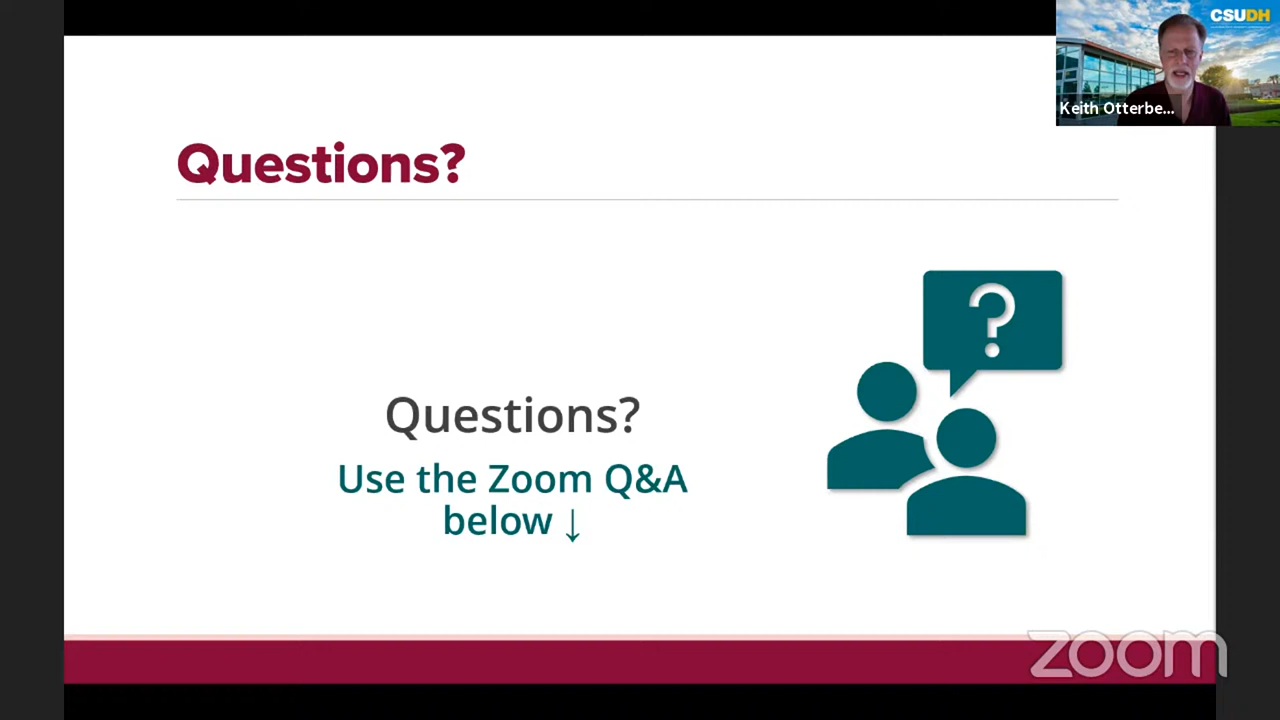 CSUDH
Keith Otterbe...
Questions?
?
Questions?
Use the Zoom Q&A
below ↓
zoom